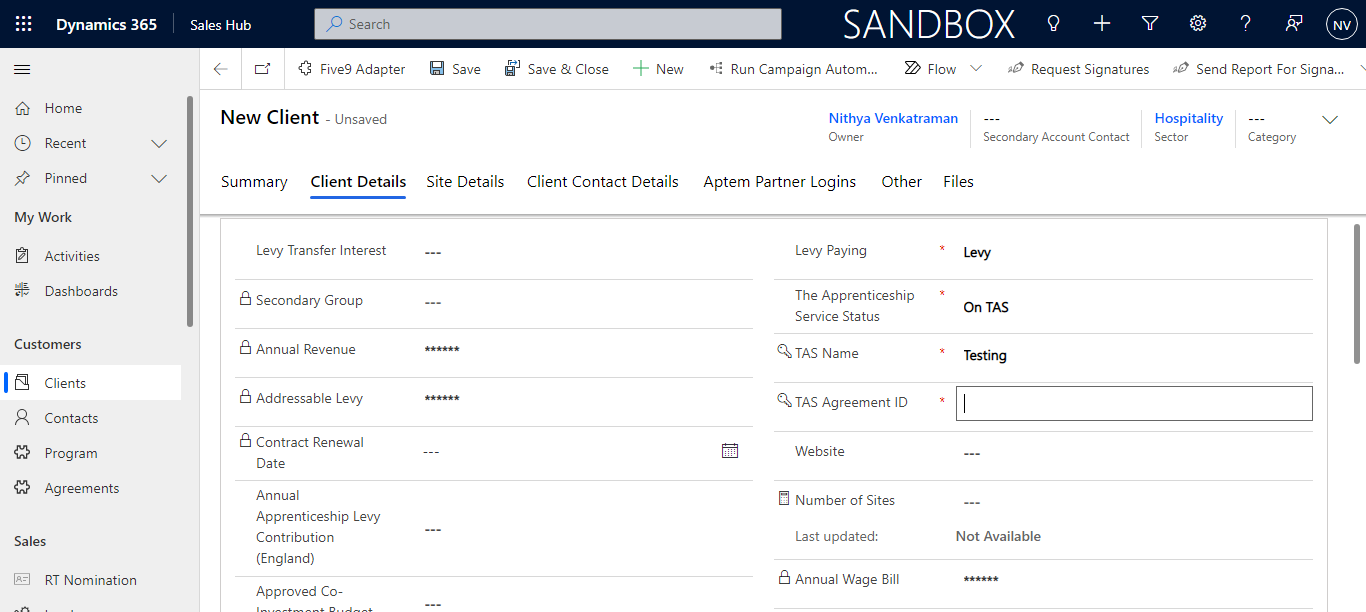 Dynamics 365
Sales Hub
Search
SANDBOX
NV
Five9 Adapter
Save
Save & Close
New
Run Campaign Autom...
Flow
Request Signatures
Send Report For Signa...
Home
Recent
Pinned
My Work
Activities
Dashboards
Customers
Clients
Contacts
Program
Agreements
Sales
RT Nomination
New Client - Unsaved
Nithya Venkatraman
Owner
---
Secondary Account Contact
Hospitality
Sector
---
Category
Summary
Client Details
Site Details
Client Contact Details
Aptem Partner Logins
Other
Files
Levy Transfer Interest
---
Secondary Group
---
Annual Revenue
******
Addressable Levy
******
Contract Renewal
Date
---
Annual
Apprenticeship Levy
Contribution
(England)
---
Approved Co-
Investment Budget
---
Levy Paying
*
Levy
The Apprenticeship
Service Status
*
On TAS
TAS Name
*
Testing
TAS Agreement ID
*
Website
---
Number of Sites
---
Last updated:
Not Available
Annual Wage Bill
******